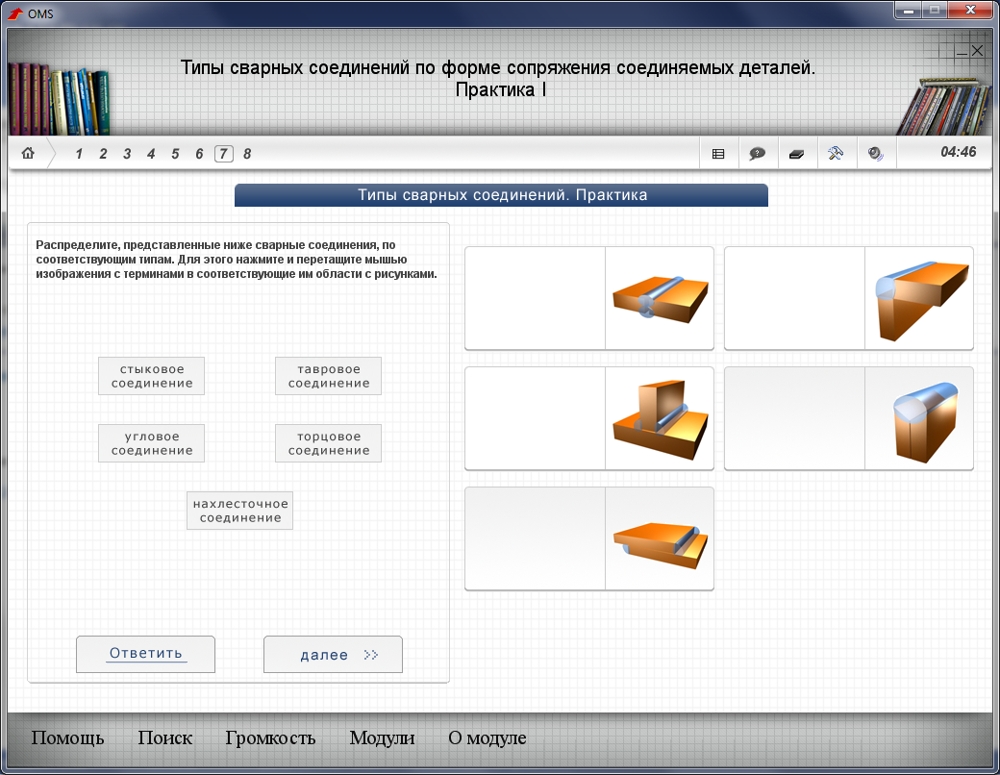 OMS
Типы сварных соединений по форме сопряжения соединяемых деталей.
Практика I
1 2 3 4 5 6 7 8
04:46
Типы сварных соединений. Практика
Распределите, представленные ниже сварные соединения, по
соответствующим типам. Для этого нажмите и перетащите мышью
изображения с терминами в соответствующие им области с рисунками.
стыковое
соединение
тавровое
соединение
угловое
соединение
торцовое
соединение
нахлесточное
соединение
Ответить
далее >>
Помощь Поиск Громкость Модули О модуле